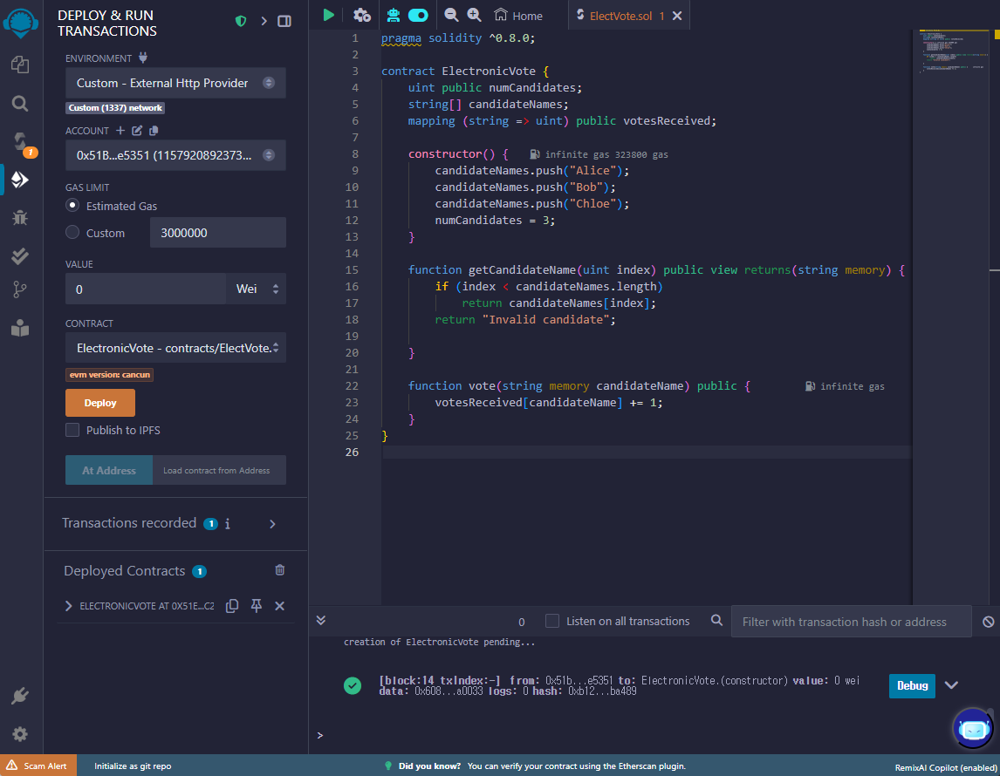 DEPLOY & RUN
TRANSACTIONS
ENVIRONMENT
Custom - External Http Provider
Custom (1337) network
ACCOUNT
0x51B...e5351 (1157920892373...
GAS LIMIT
Estimated Gas
Custom
3000000
VALUE
0
Wei
CONTRACT
ElectronicVote - contracts/ElectVote.
evm version: cancun
Deploy
Publish to IPFS
At Address
Load contract from Address
Transactions recorded 1 i
Deployed Contracts 1
ELECTRONICVOTE AT 0X51E...C2
1
Home
ElectVote.sol 1
1 pragma solidity ^0.8.0;
2
3 contract ElectronicVote {
4 uint public numCandidates;
5 string[] candidateNames;
6 mapping (string => uint) public votesReceived;
7
8 constructor() { infinite gas 323800 gas
9 candidateNames.push("Alice");
10 candidateNames.push("Bob");
11 candidateNames.push("Chloe");
12 numCandidates = 3;
13 }
14
15 function getCandidateName(uint index) public view returns(string memory) {
16 if (index < candidateNames.length)
17 return candidateNames[index];
18 return "Invalid candidate";
19
20 }
21
22 function vote(string memory candidateName) public { infinite gas
23 votesReceived[candidateName] += 1;
24 }
25 }
26
0
Listen on all transactions
Filter with transaction hash or address
creation of ElectronicVote pending...
[block:14 txIndex:-] from: 0x51b...e5351 to: ElectronicVote.(constructor) value: 0 wei
data: 0x608...a0033 logs: 0 hash: 0xb12...ba489
Debug
>
Scam Alert
Initialize as git repo
Did you know? You can verify your contract using the Etherscan plugin.
RemixAI Copilot (enabled)